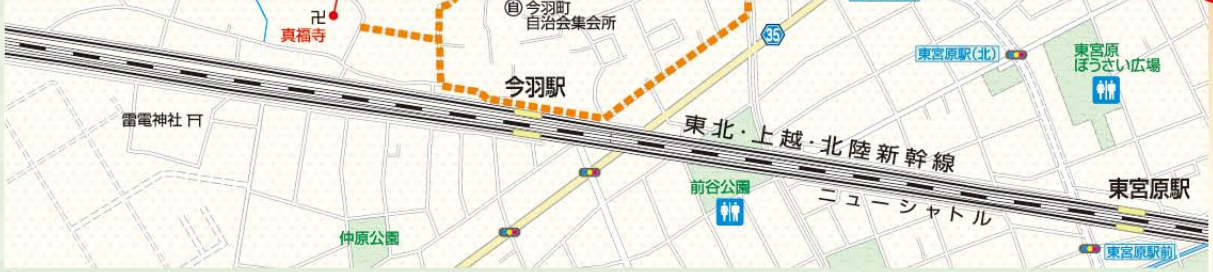 自 今羽町
自治会集会所
卍
真福寺
35
東宮原駅(北)
東宮原
ぼうさい広場
今羽駅
雷電神社
東北・上越・北陸新幹線
前谷公園
ニューシャトル
東宮原駅
仲原公園
東宮原駅前